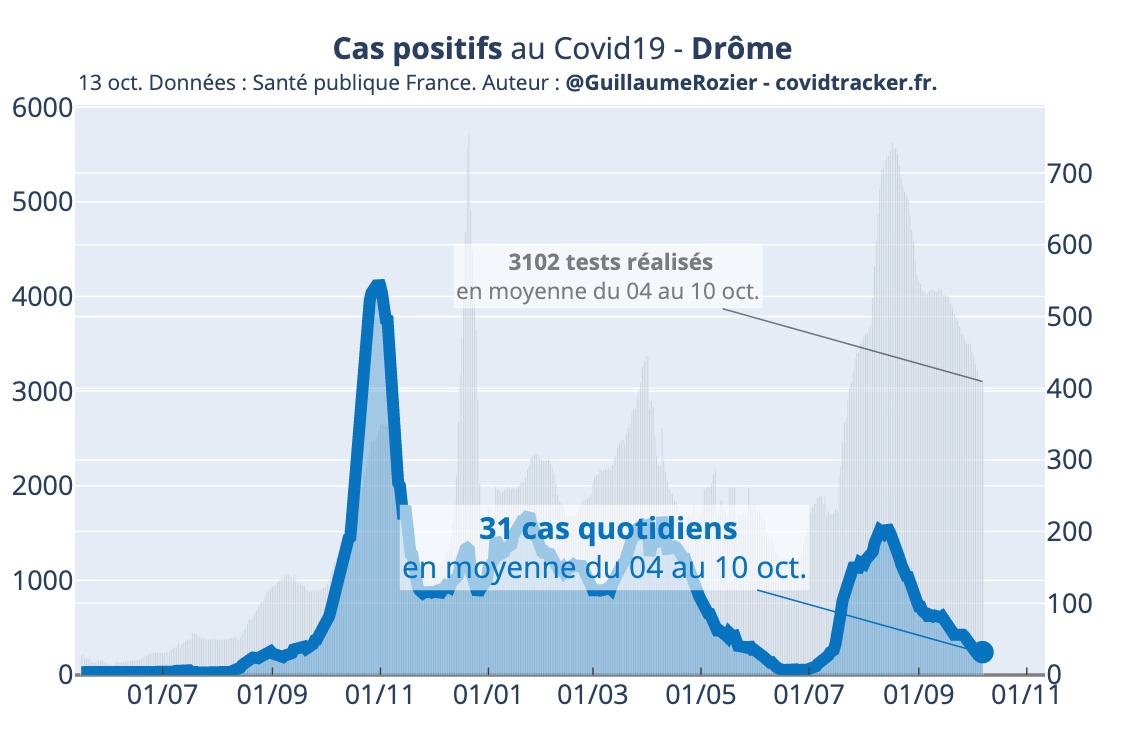 Cas positifs au Covid19 - Drôme
13 oct. Données : Santé publique France. Auteur : @GuillaumeRozier - covidtracker.fr.
6000
5000
4000
3000
2000
1000
0
700
600
500
400
300
200
100
0
3102 tests réalisés
en moyenne du 04 au 10 oct.
31 cas quotidiens
en moyenne du 04 au 10 oct.
01/07 01/09 01/11 01/01 01/03 01/05 01/07 01/09 01/11